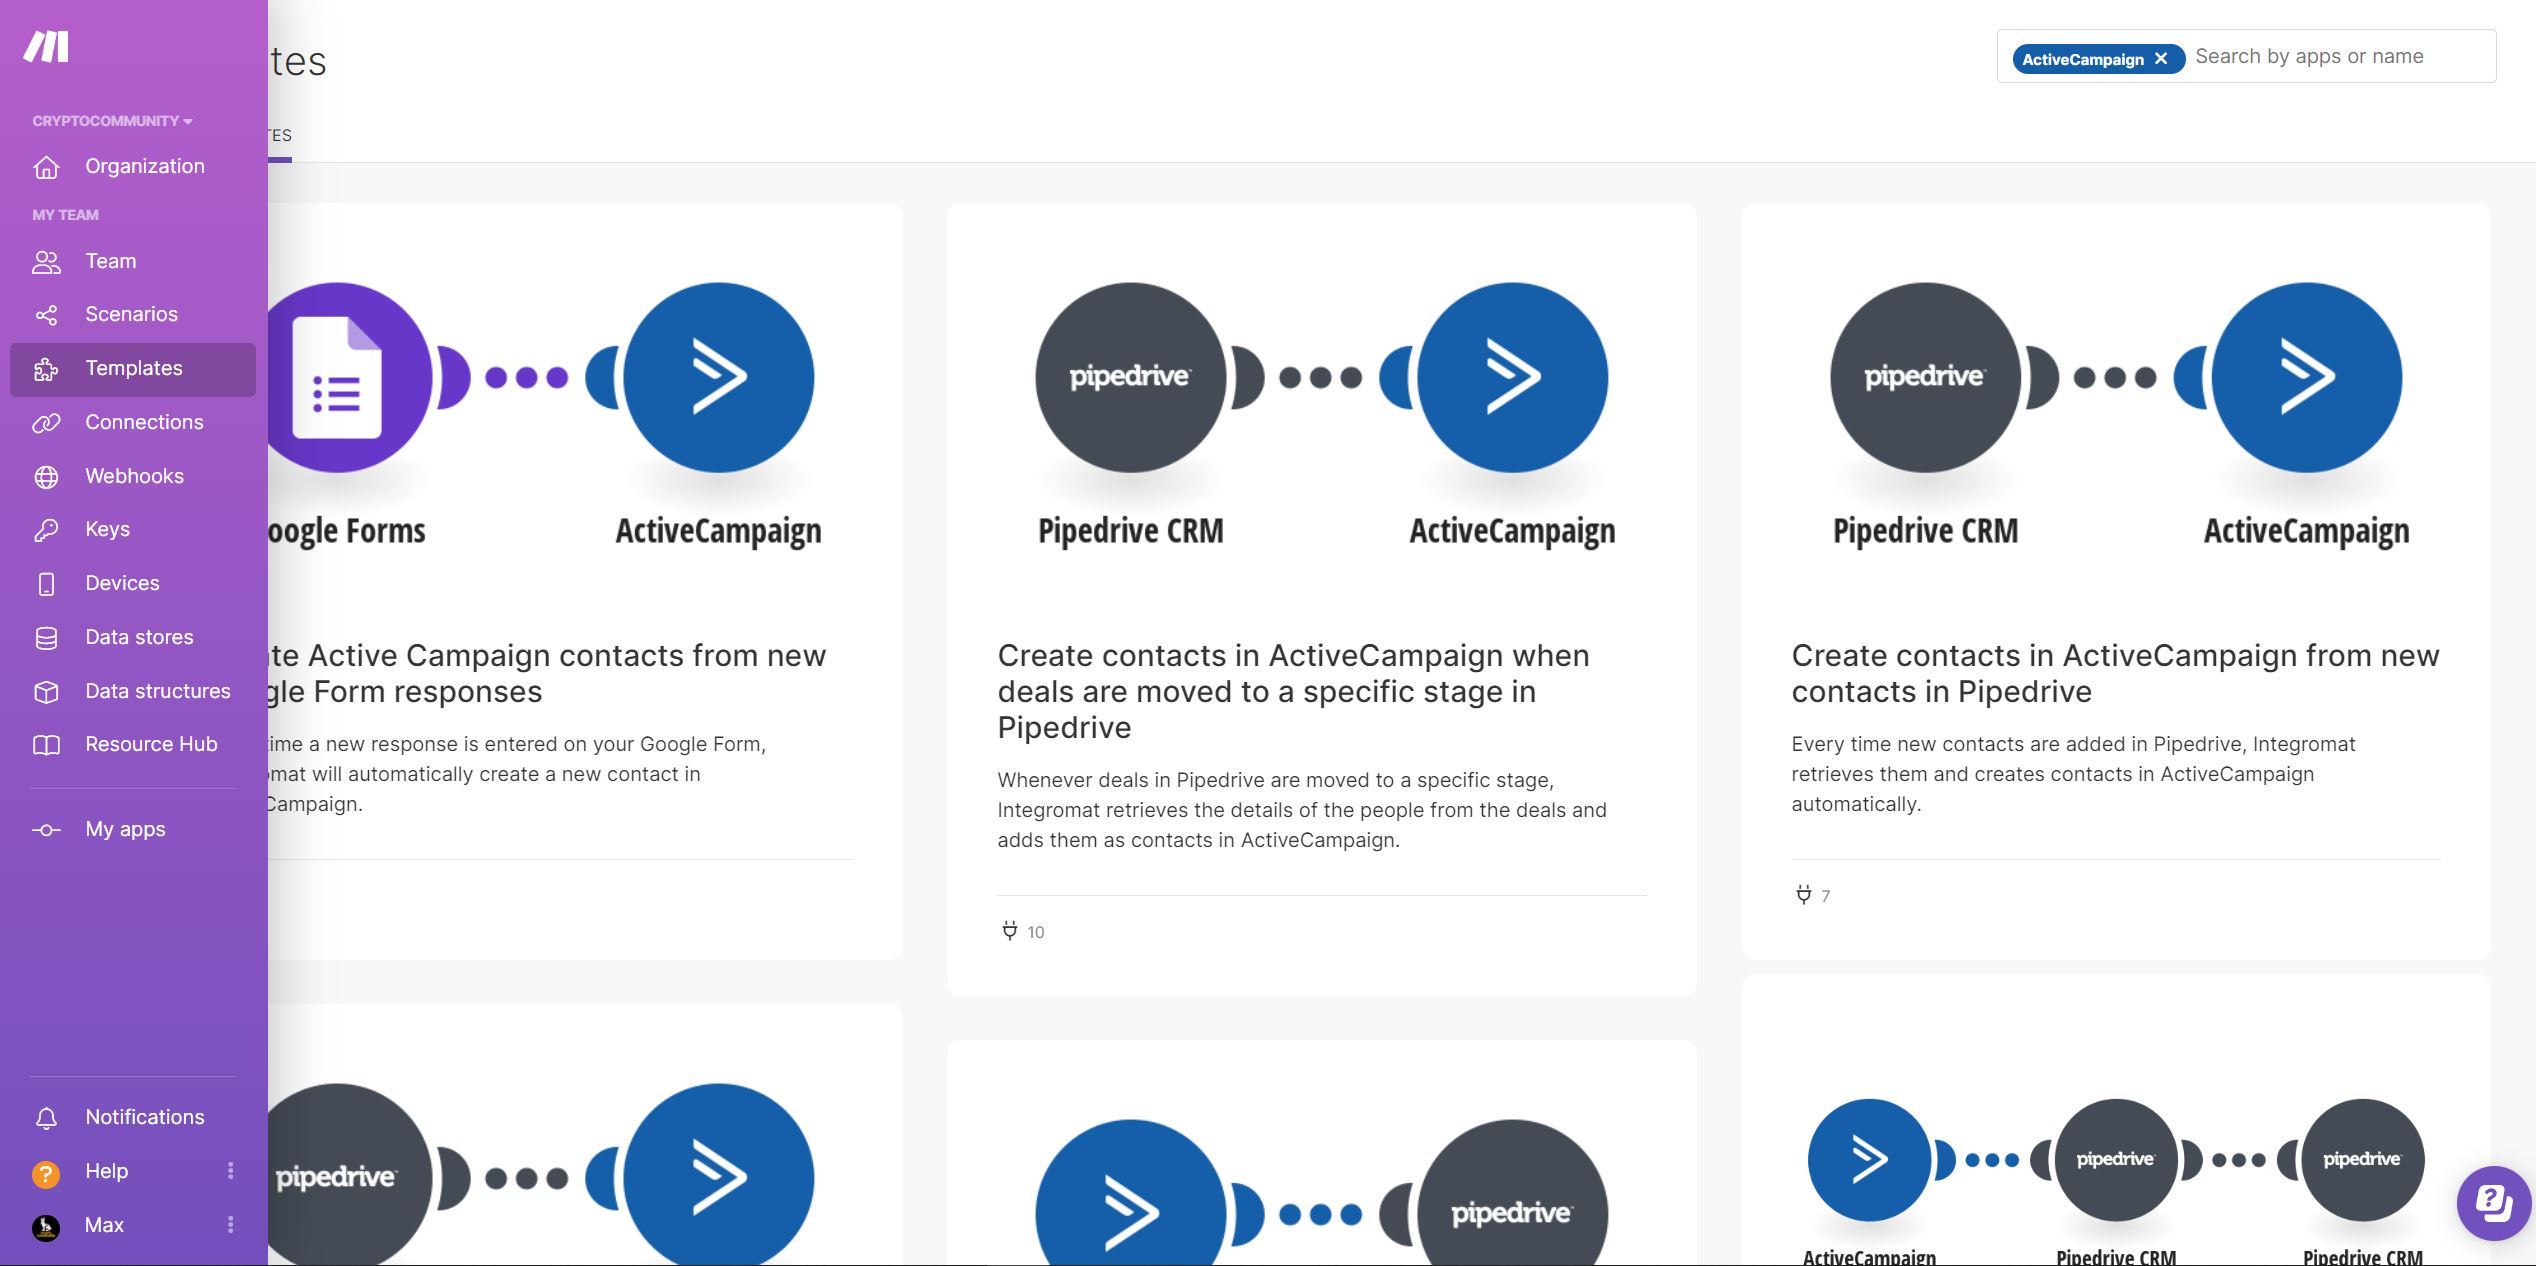 CRYPTOCOMMUNITY
Organization
MY TEAM
Team
Scenarios
Templates
Connections
Webhooks
Keys
Devices
Data stores
Data structures
Resource Hub
My apps
Notifications
? Help
Max
tes
TES
ActiveCampaign ✕ Search by apps or name
oogle Forms
ActiveCampaign
te Active Campaign contacts from new
gle Form responses
time a new response is entered on your Google Form,
omat will automatically create a new contact in
Campaign.
pipedrive
Pipedrive CRM
ActiveCampaign
Create contacts in ActiveCampaign when
deals are moved to a specific stage in
Pipedrive
Whenever deals in Pipedrive are moved to a specific stage,
Integromat retrieves the details of the people from the deals and
adds them as contacts in ActiveCampaign.
10
pipedrive
Pipedrive CRM
ActiveCampaign
Create contacts in ActiveCampaign from new
contacts in Pipedrive
Every time new contacts are added in Pipedrive, Integromat
retrieves them and creates contacts in ActiveCampaign
automatically.
7
pipedrive
pipedrive
pipedrive
pipedrive
ActiveCampaign
Pipedrive CRM
Pipedrive CRM
?